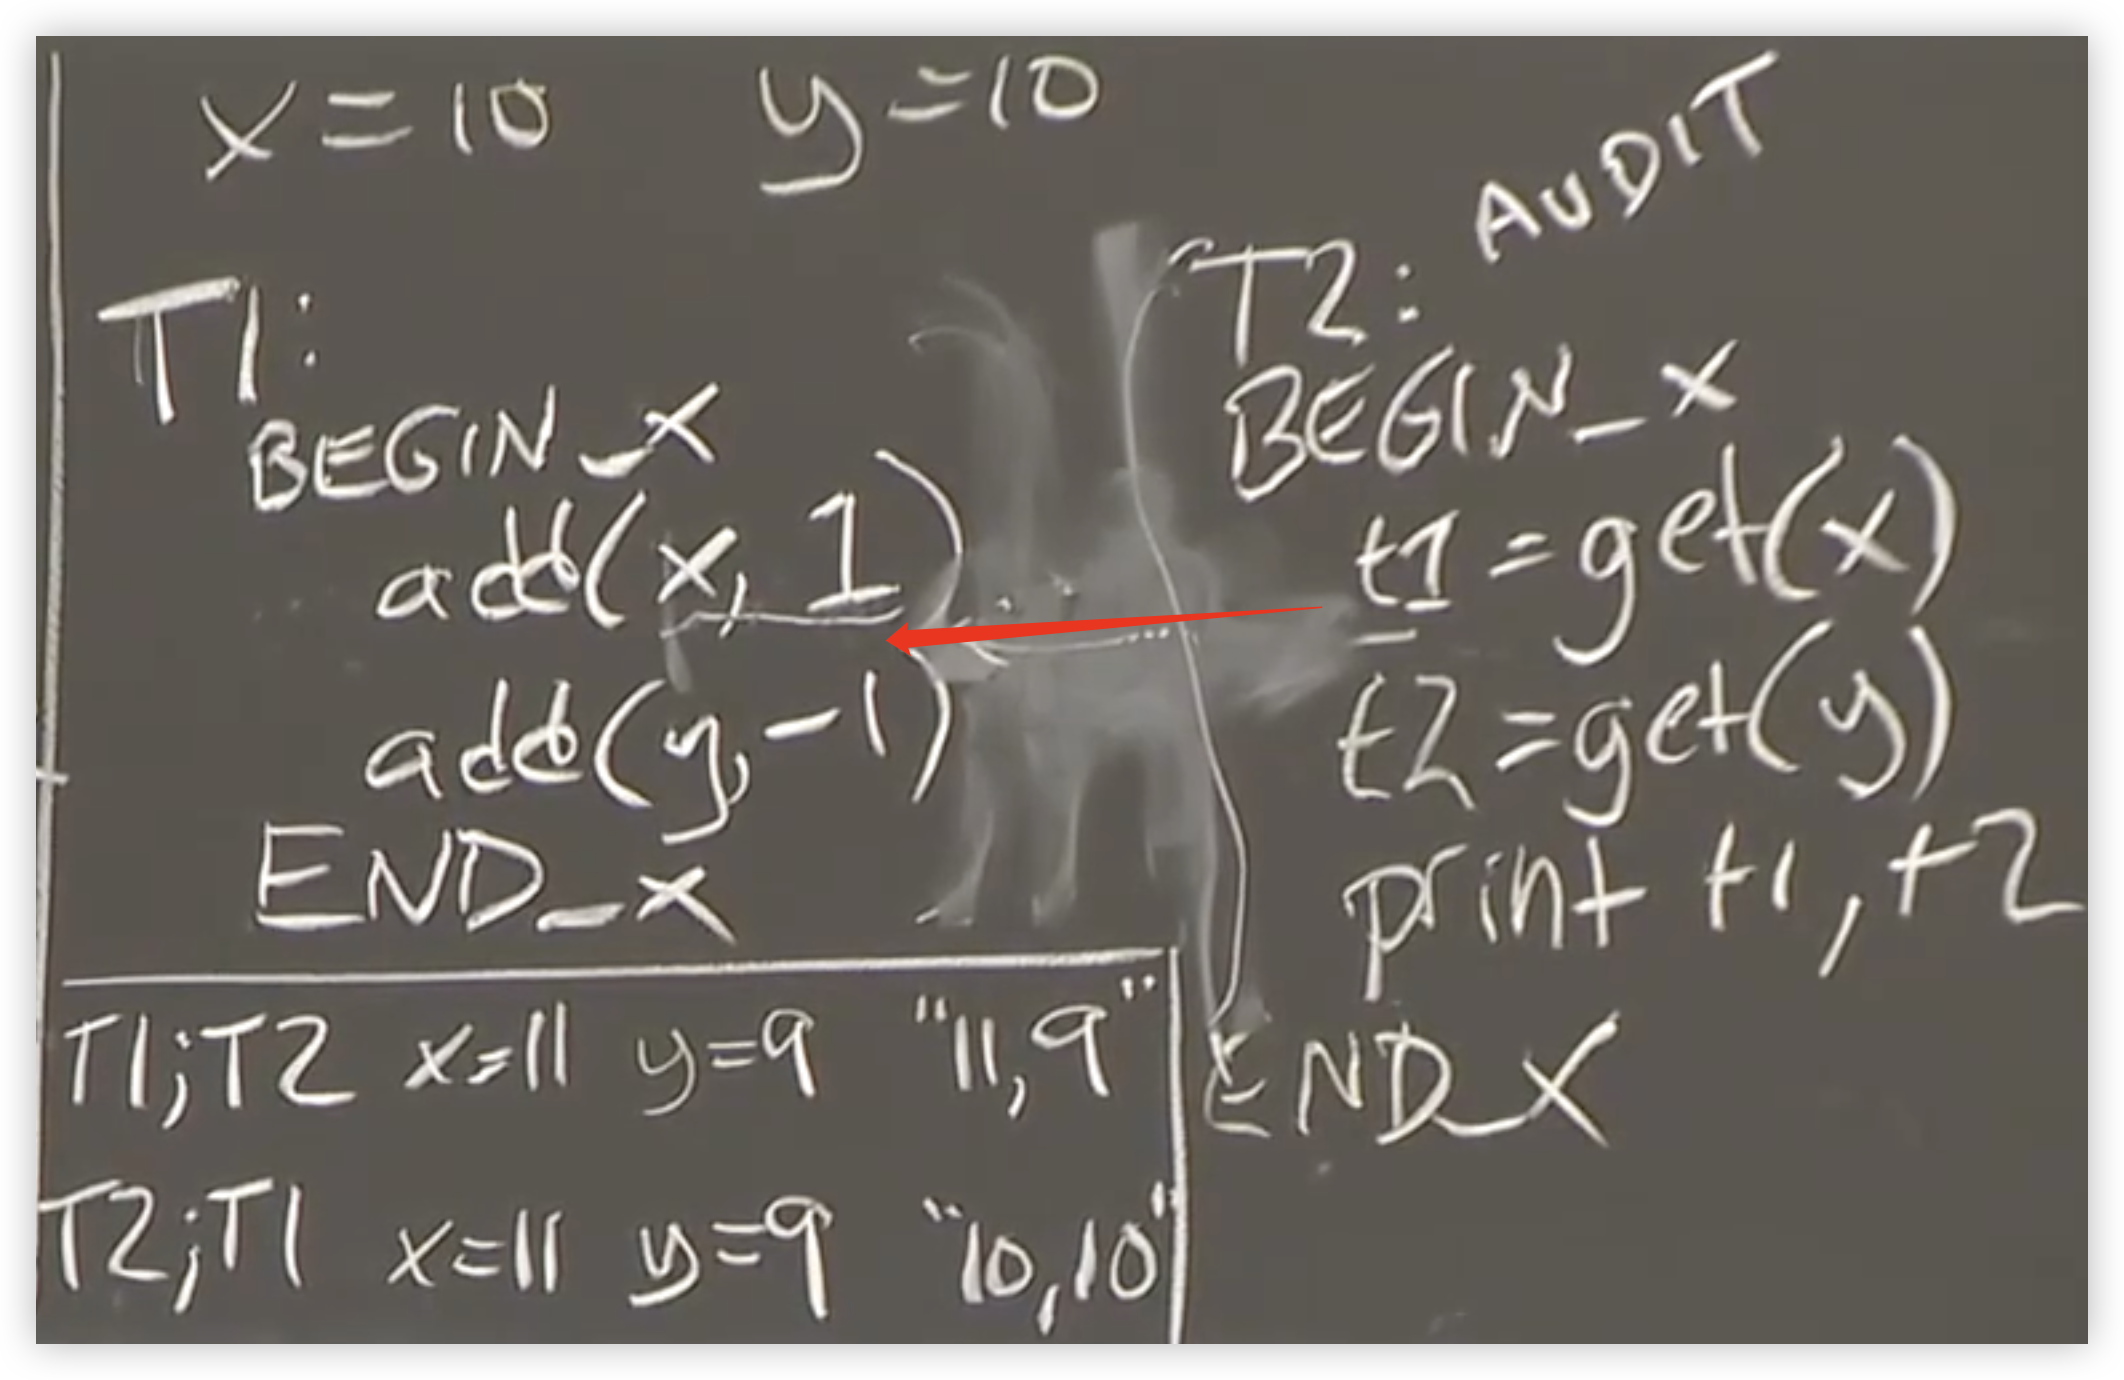 x=10 y=10
T1:
BEGIN_X
add(x, 1)
add(y, -1)
END_X
T2: AUDIT
BEGIN_X
t1 = get(x)
t2 = get(y)
print t1, t2
END_X
T1;T2 x=11 y=9 "11,9"
T2;T1 x=11 y=9 "10,10"